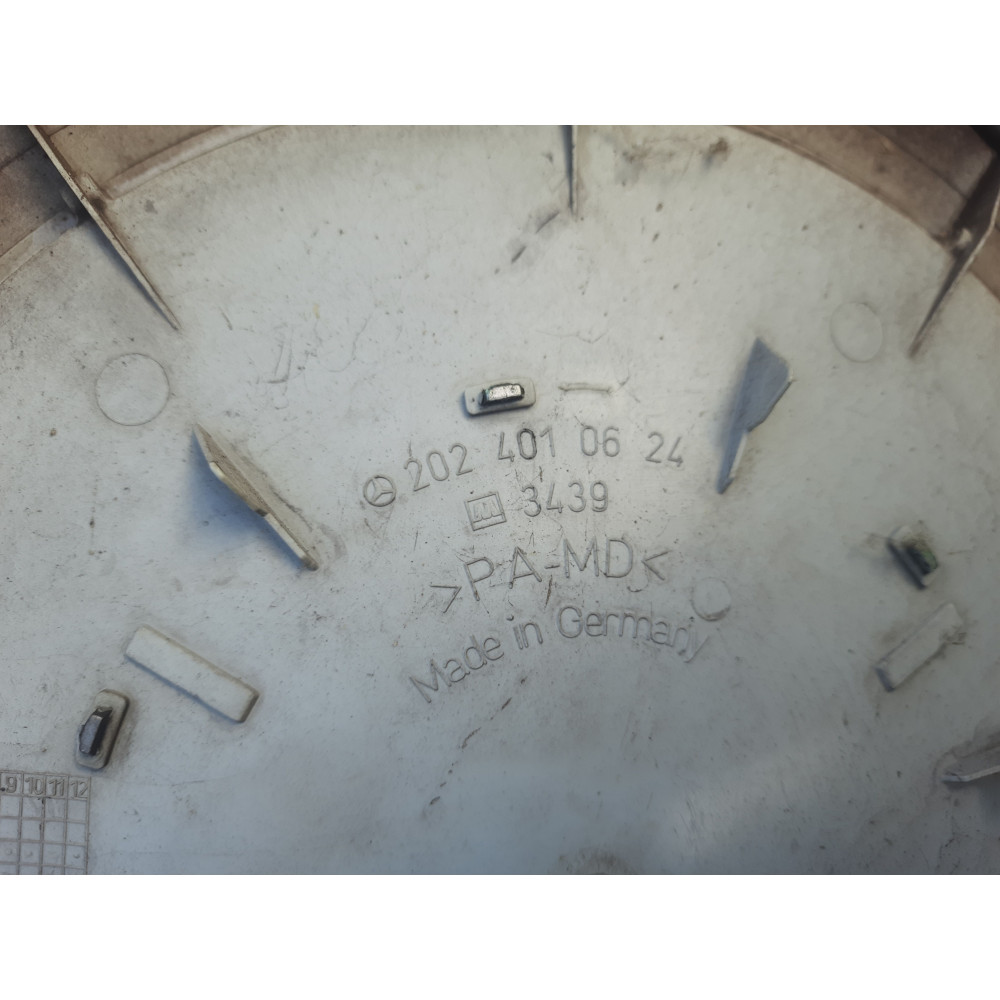 202 401 06 24
3439
>PA-MD<
Made in Germany
9 10 11 12